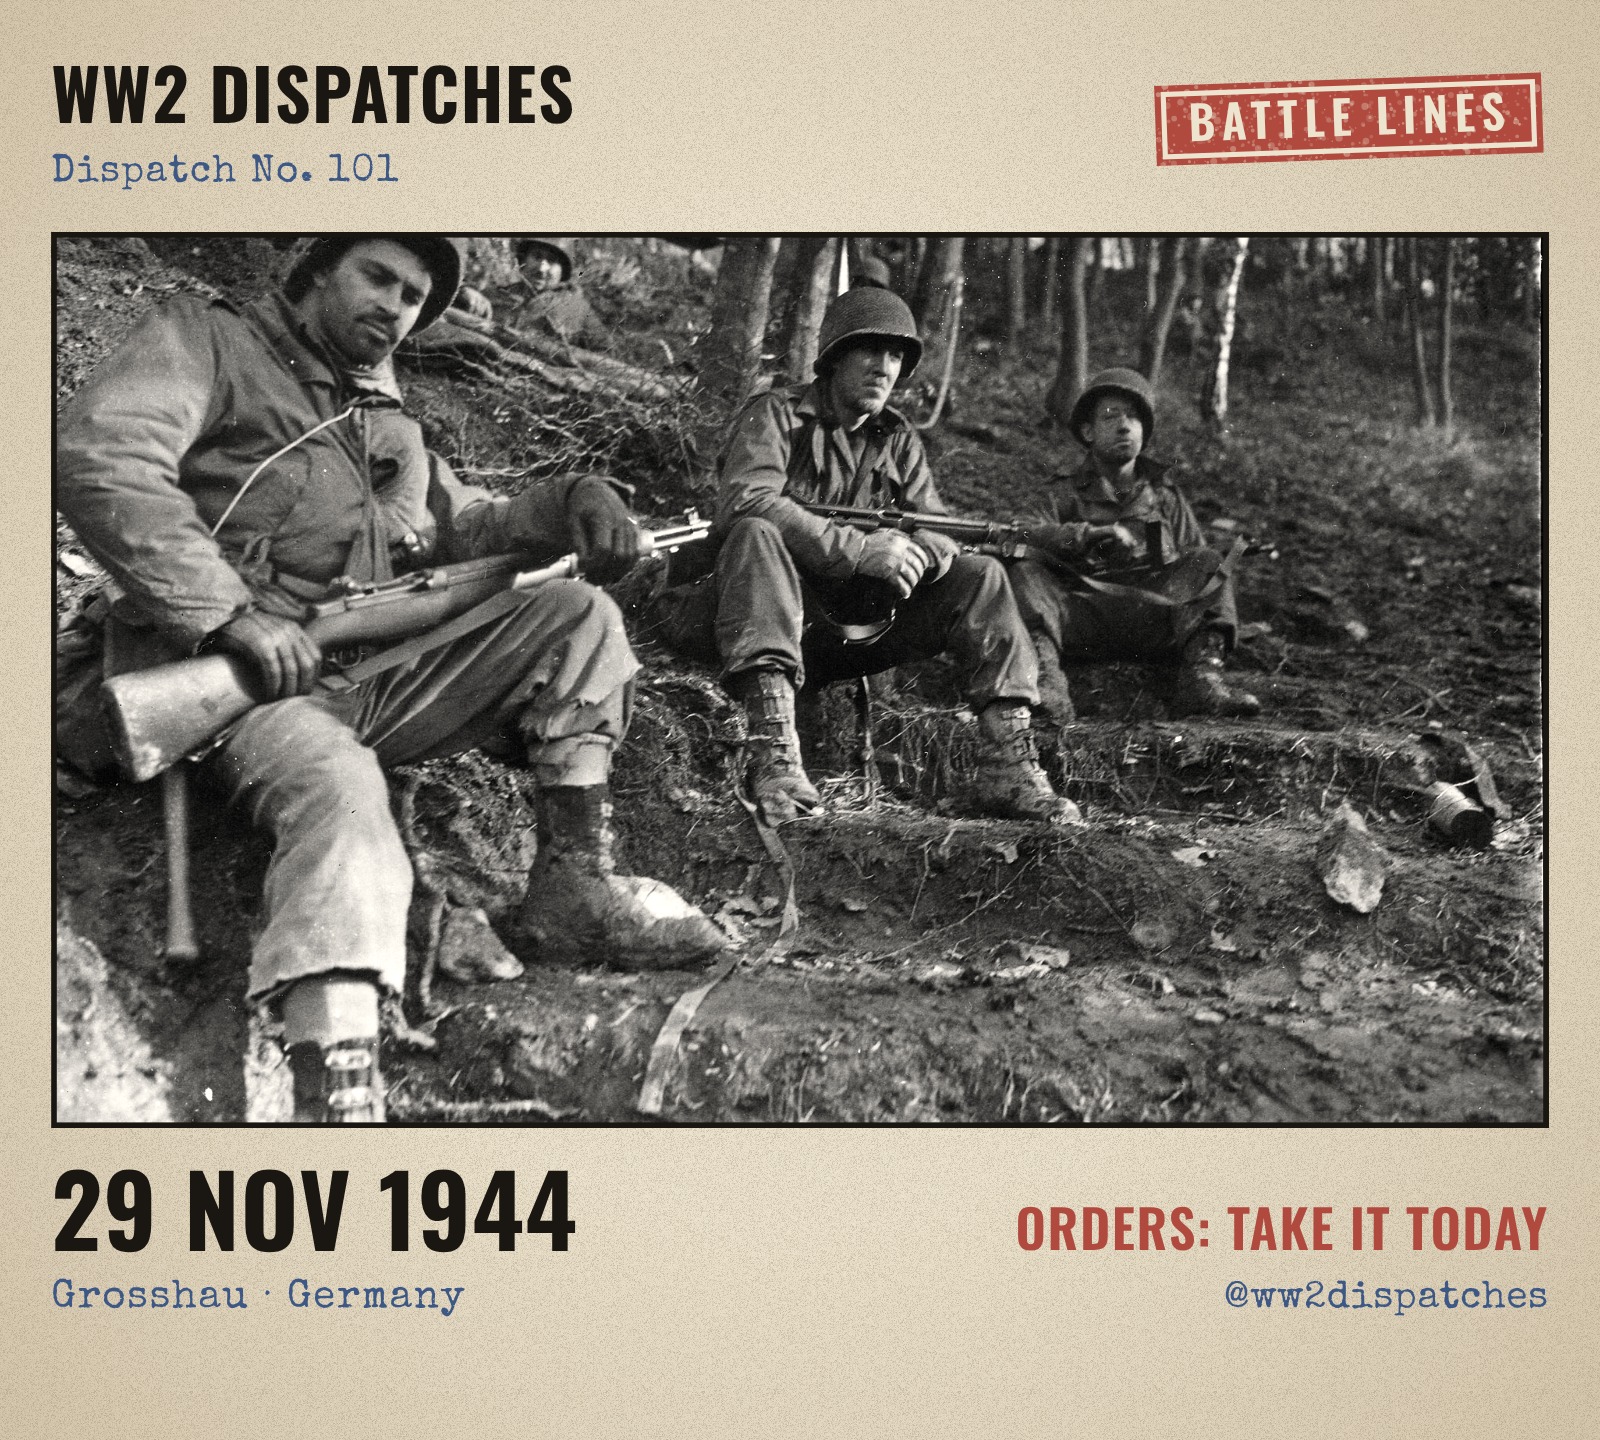 WW2 DISPATCHES
BATTLE LINES
Dispatch No. 101
29 NOV 1944
ORDERS: TAKE IT TODAY
Grosshau · Germany
@ww2dispatches